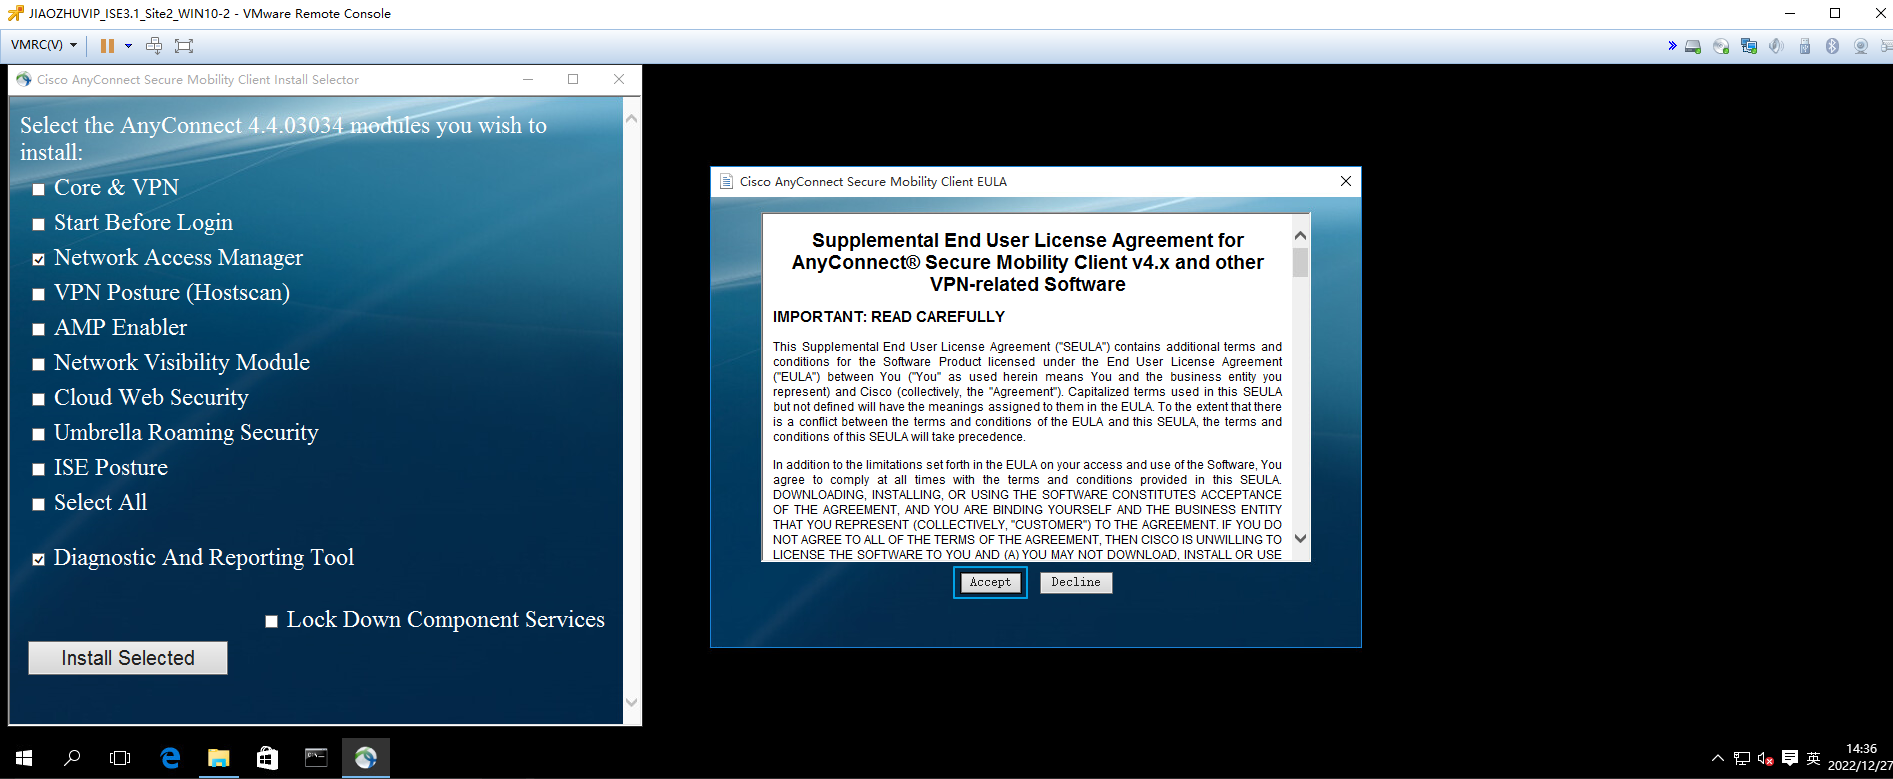 JIAOZHUVIP_ISE3.1_Site2_WIN10-2 - VMware Remote Console
VMRC(V)
Cisco AnyConnect Secure Mobility Client Install Selector
Select the AnyConnect 4.4.03034 modules you wish to
install:
Core & VPN
Start Before Login
Network Access Manager
VPN Posture (Hostscan)
AMP Enabler
Network Visibility Module
Cloud Web Security
Umbrella Roaming Security
ISE Posture
Select All
Diagnostic And Reporting Tool
Lock Down Component Services
Install Selected
Cisco AnyConnect Secure Mobility Client EULA
Supplemental End User License Agreement for
AnyConnect® Secure Mobility Client v4.x and other
VPN-related Software
IMPORTANT: READ CAREFULLY
This Supplemental End User License Agreement ("SEULA") contains additional terms and
conditions for the Software Product licensed under the End User License Agreement
("EULA") between You ("You" as used herein means You and the business entity you
represent) and Cisco (collectively, the "Agreement"). Capitalized terms used in this SEULA
but not defined will have the meanings assigned to them in the EULA. To the extent that there
is a conflict between the terms and conditions of the EULA and this SEULA, the terms and
conditions of this SEULA will take precedence.
In addition to the limitations set forth in the EULA on your access and use of the Software, You
agree to comply at all times with the terms and conditions provided in this SEULA.
DOWNLOADING, INSTALLING, OR USING THE SOFTWARE CONSTITUTES ACCEPTANCE
OF THE AGREEMENT, AND YOU ARE BINDING YOURSELF AND THE BUSINESS ENTITY
THAT YOU REPRESENT (COLLECTIVELY, "CUSTOMER") TO THE AGREEMENT. IF YOU DO
NOT AGREE TO ALL OF THE TERMS OF THE AGREEMENT, THEN CISCO IS UNWILLING TO
LICENSE THE SOFTWARE TO YOU AND (A) YOU MAY NOT DOWNLOAD, INSTALL OR USE
Accept
Decline
英
14:36
2022/12/27